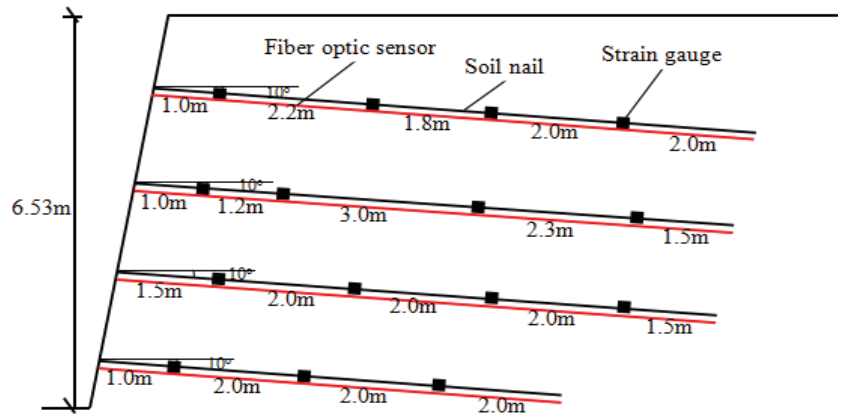 Fiber optic sensor
Soil nail
Strain gauge
10°
1.0m
2.2m
1.8m
2.0m
2.0m
6.53m
10°
1.0m
1.2m
3.0m
2.3m
1.5m
10°
1.5m
2.0m
2.0m
2.0m
1.5m
10°
1.0m
2.0m
2.0m
2.0m